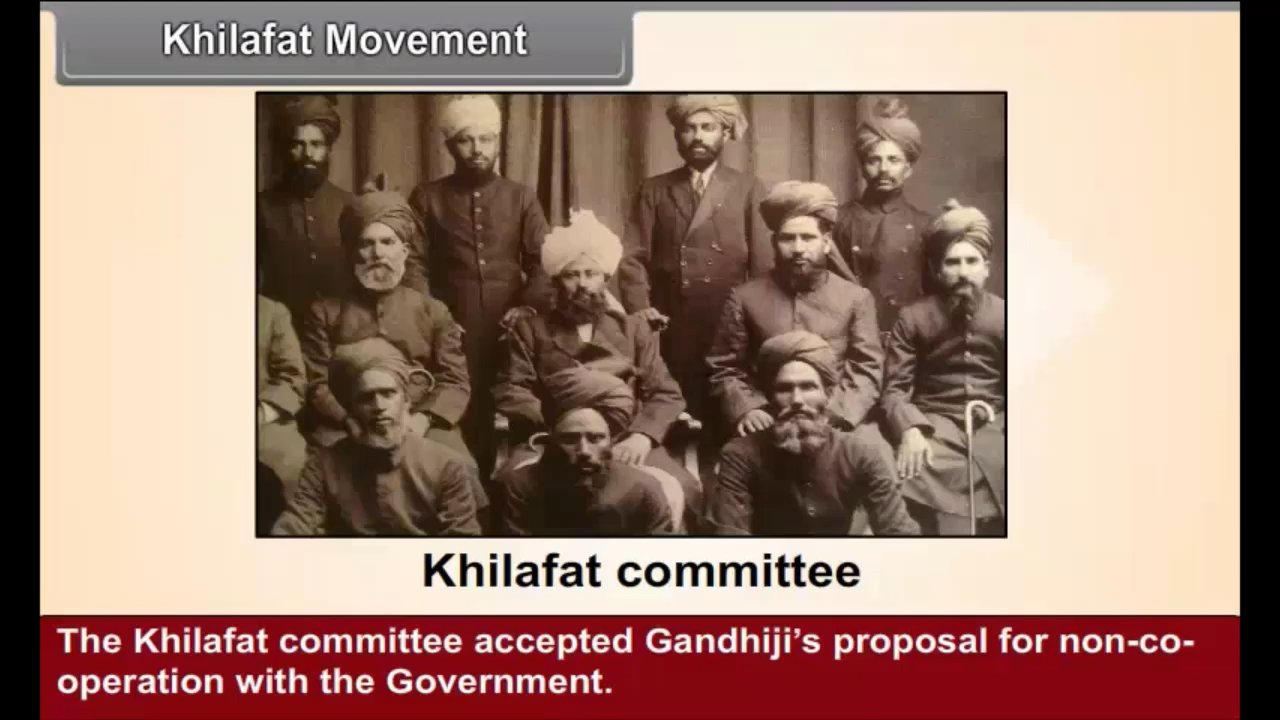 Khilafat Movement
Khilafat committee
The Khilafat committee accepted Gandhiji’s proposal for non-co-
operation with the Government.